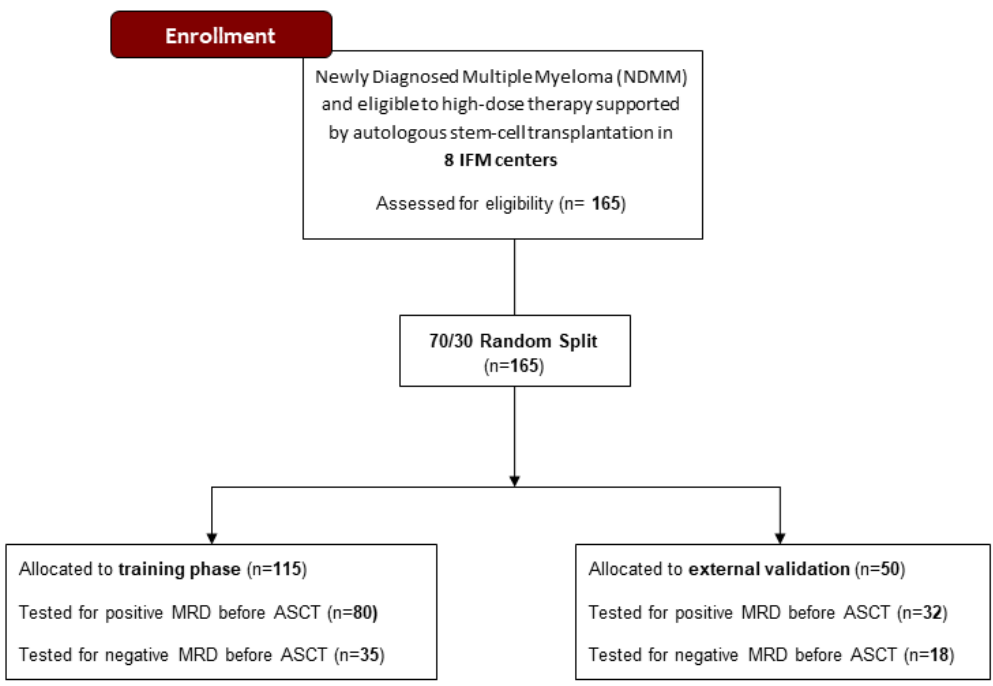 Enrollment
Newly Diagnosed Multiple Myeloma (NDMM)
and eligible to high-dose therapy supported
by autologous stem-cell transplantation in
8 IFM centers
Assessed for eligibility (n= 165)
70/30 Random Split
(n=165)
Allocated to training phase (n=115)
Tested for positive MRD before ASCT (n=80)
Tested for negative MRD before ASCT (n=35)
Allocated to external validation (n=50)
Tested for positive MRD before ASCT (n=32)
Tested for negative MRD before ASCT (n=18)